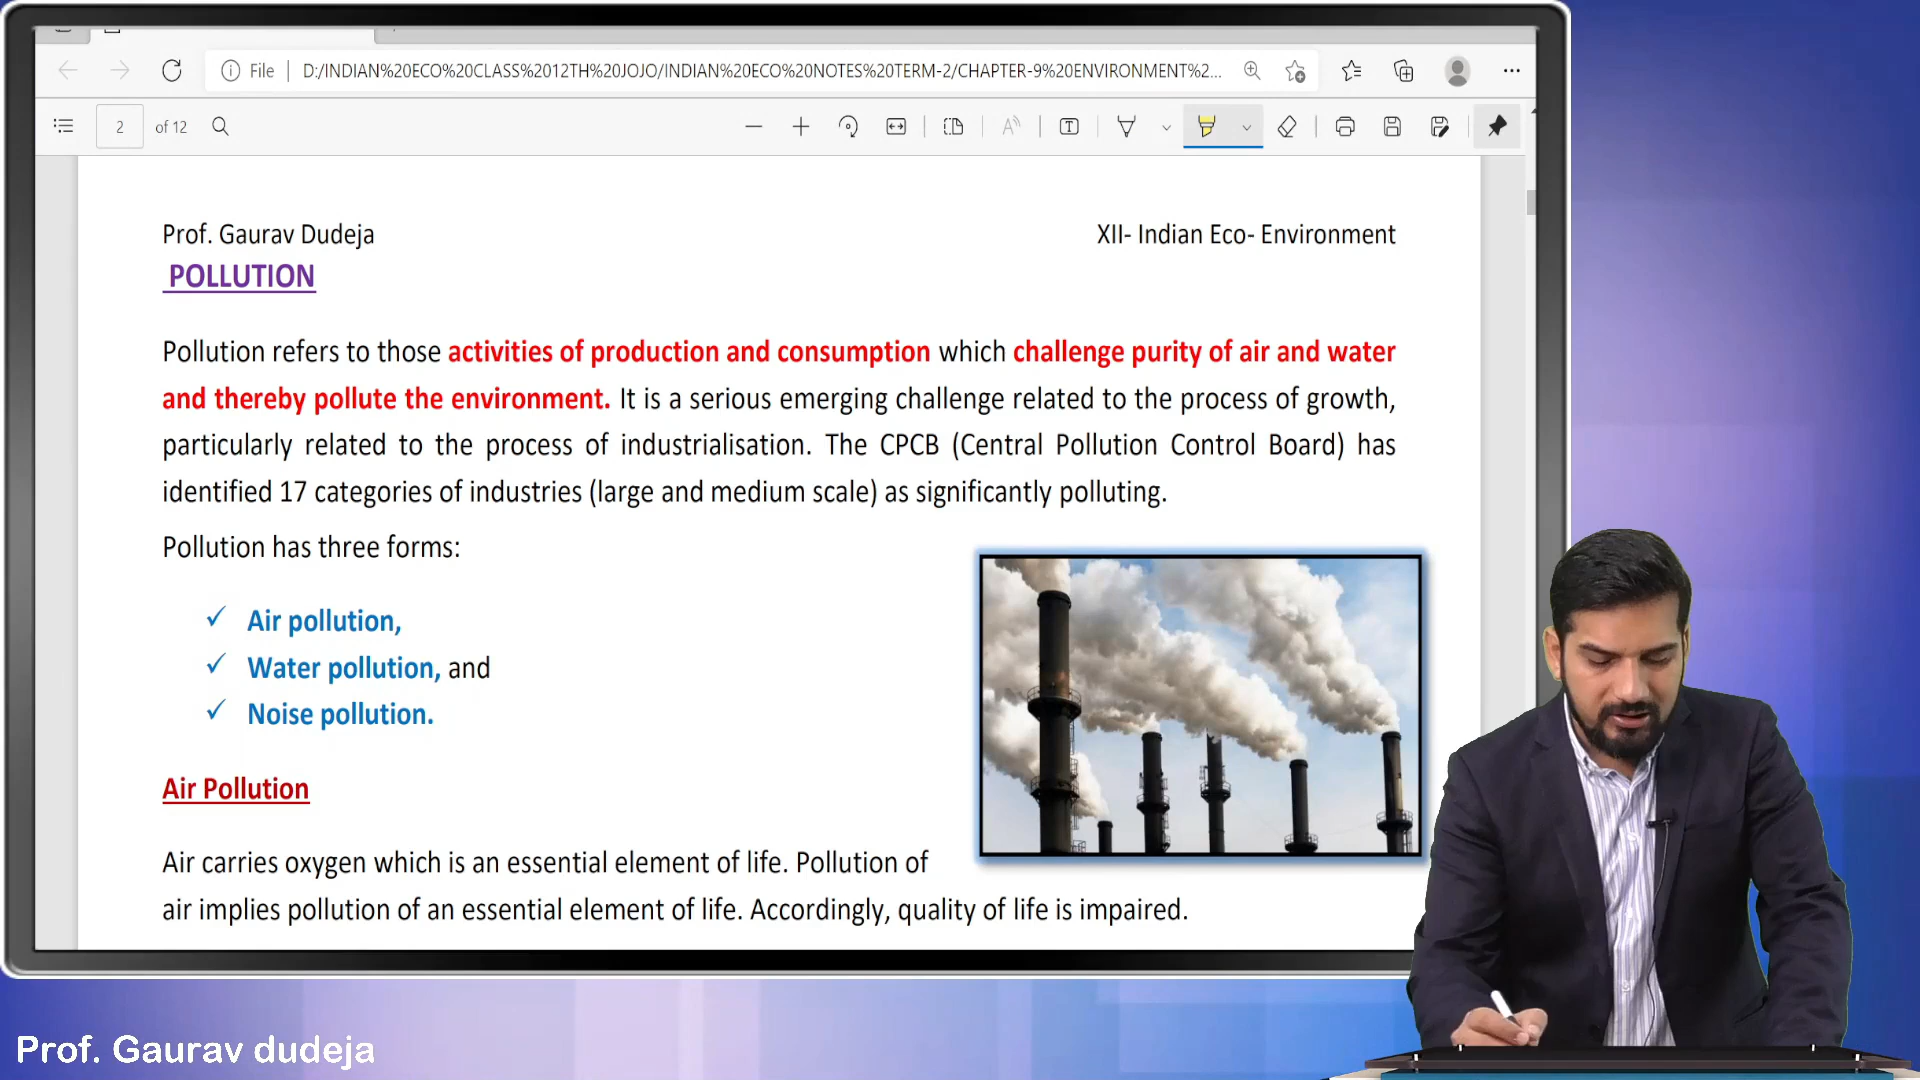 File D:/INDIAN%20ECO%20CLASS%2012TH%20JOJO/INDIAN%20ECO%20NOTES%20TERM-2/CHAPTER-9%20ENVIRONMENT%2...
2 of 12
Prof. Gaurav Dudeja XII- Indian Eco- Environment
POLLUTION
Pollution refers to those activities of production and consumption which challenge purity of air and water
and thereby pollute the environment. It is a serious emerging challenge related to the process of growth,
particularly related to the process of industrialisation. The CPCB (Central Pollution Control Board) has
identified 17 categories of industries (large and medium scale) as significantly polluting.
Pollution has three forms:
✓ Air pollution,
✓ Water pollution, and
✓ Noise pollution.
Air Pollution
Air carries oxygen which is an essential element of life. Pollution of
air implies pollution of an essential element of life. Accordingly, quality of life is impaired.
Prof. Gaurav dudeja